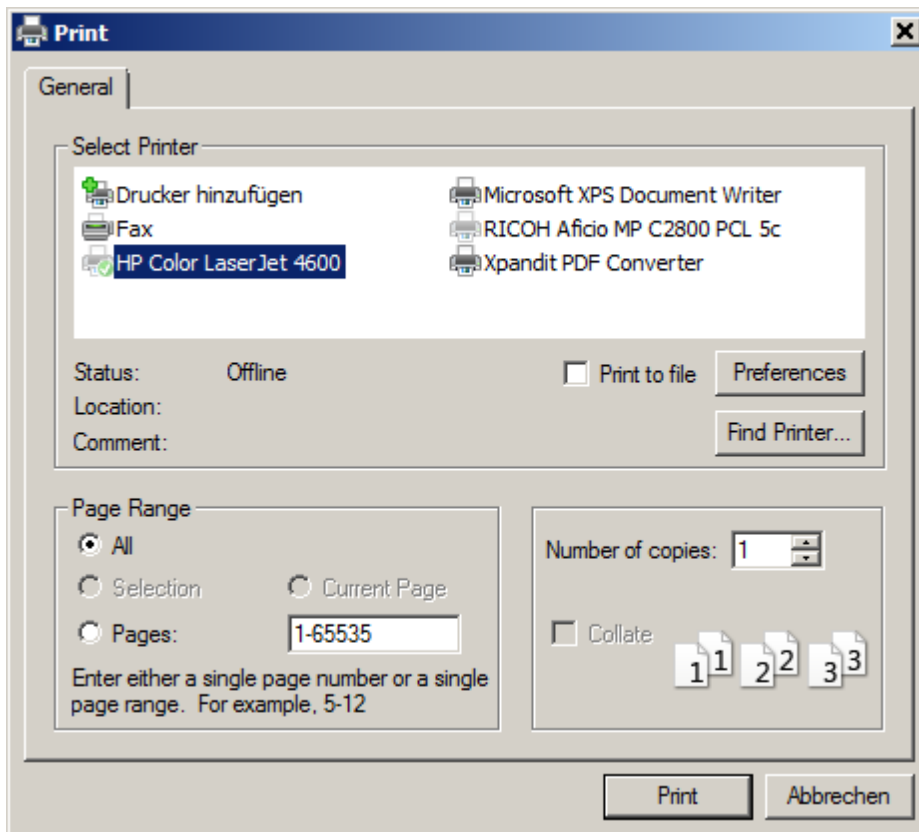 Print
General
Select Printer
Drucker hinzufügen
Microsoft XPS Document Writer
Fax
RICOH Aficio MP C2800 PCL 5c
HP Color LaserJet 4600
Xpandit PDF Converter
Status: Offline
Print to file
Preferences
Location:
Comment:
Find Printer...
Page Range
All
Selection
Current Page
Pages: 1-65535
Enter either a single page number or a single
page range. For example, 5-12
Number of copies: 1
Collate
1 1 2 2 3 3
Print
Abbrechen